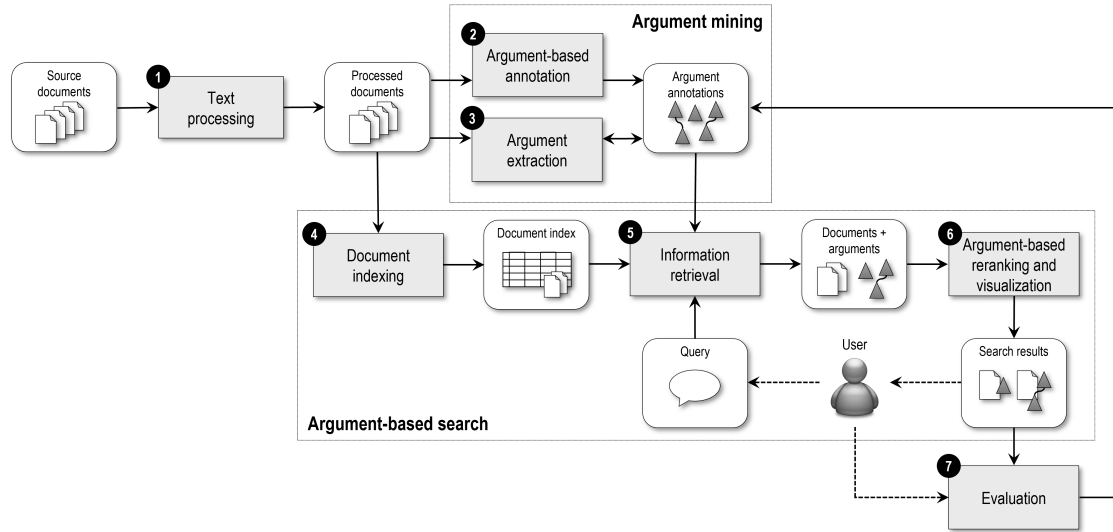 Argument mining
1
Source
documents
Text
processing
Processed
documents
2
Argument-based
annotation
3
Argument
extraction
Argument
annotations
4
Document
indexing
Document index
5
Information
retrieval
Documents +
arguments
6
Argument-based
reranking and
visualization
Query
User
Search results
Argument-based search
7
Evaluation